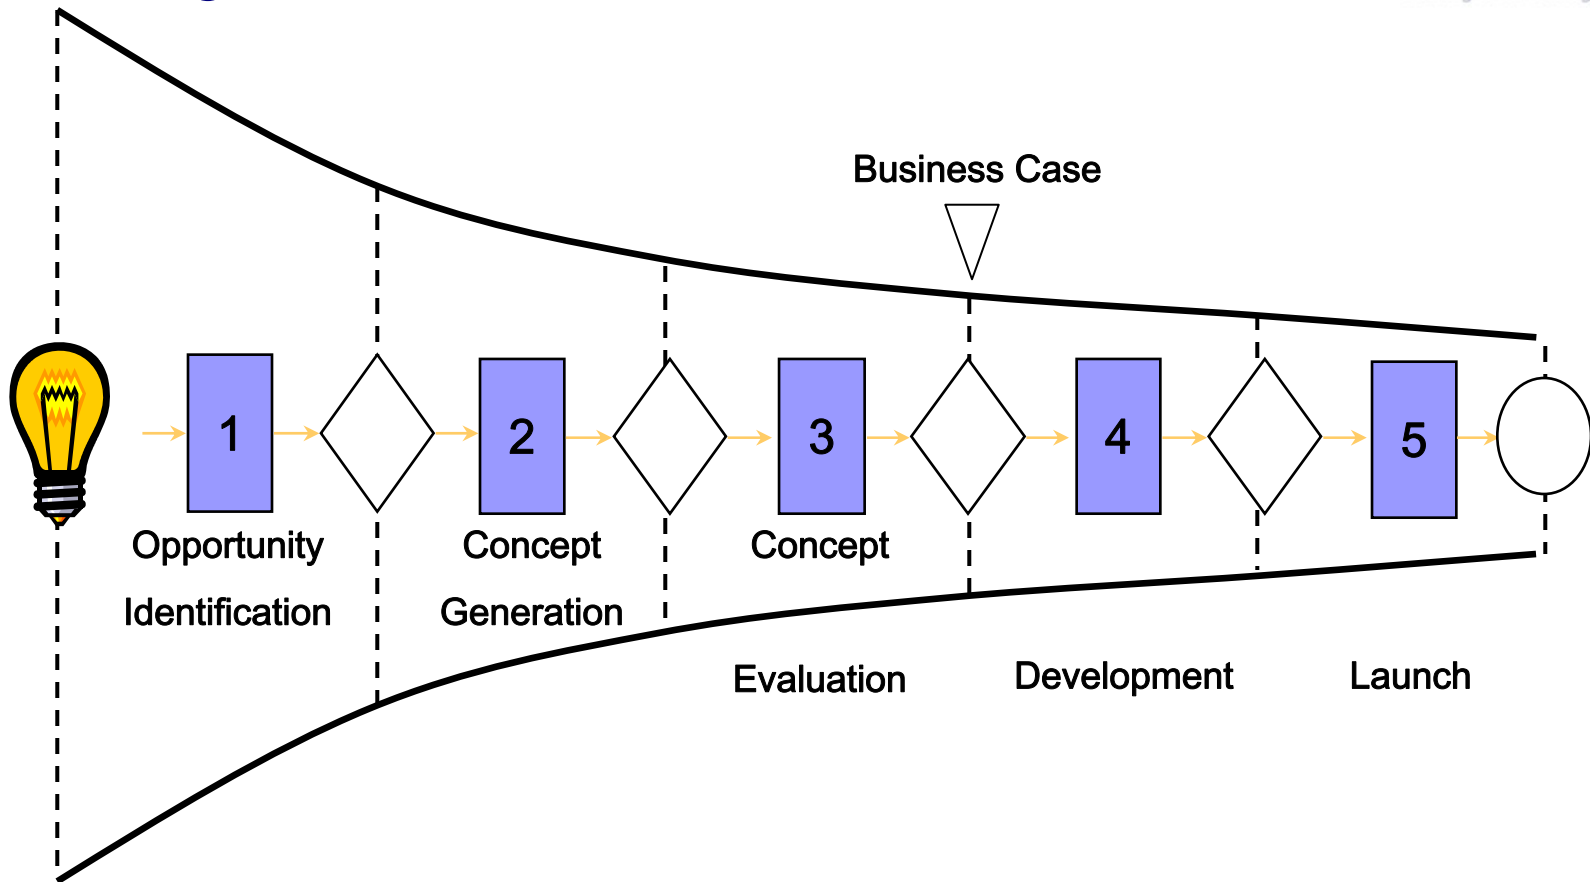 Business Case
1
2
3
4
5
Opportunity
Identification
Concept
Generation
Concept
Evaluation
Development
Launch